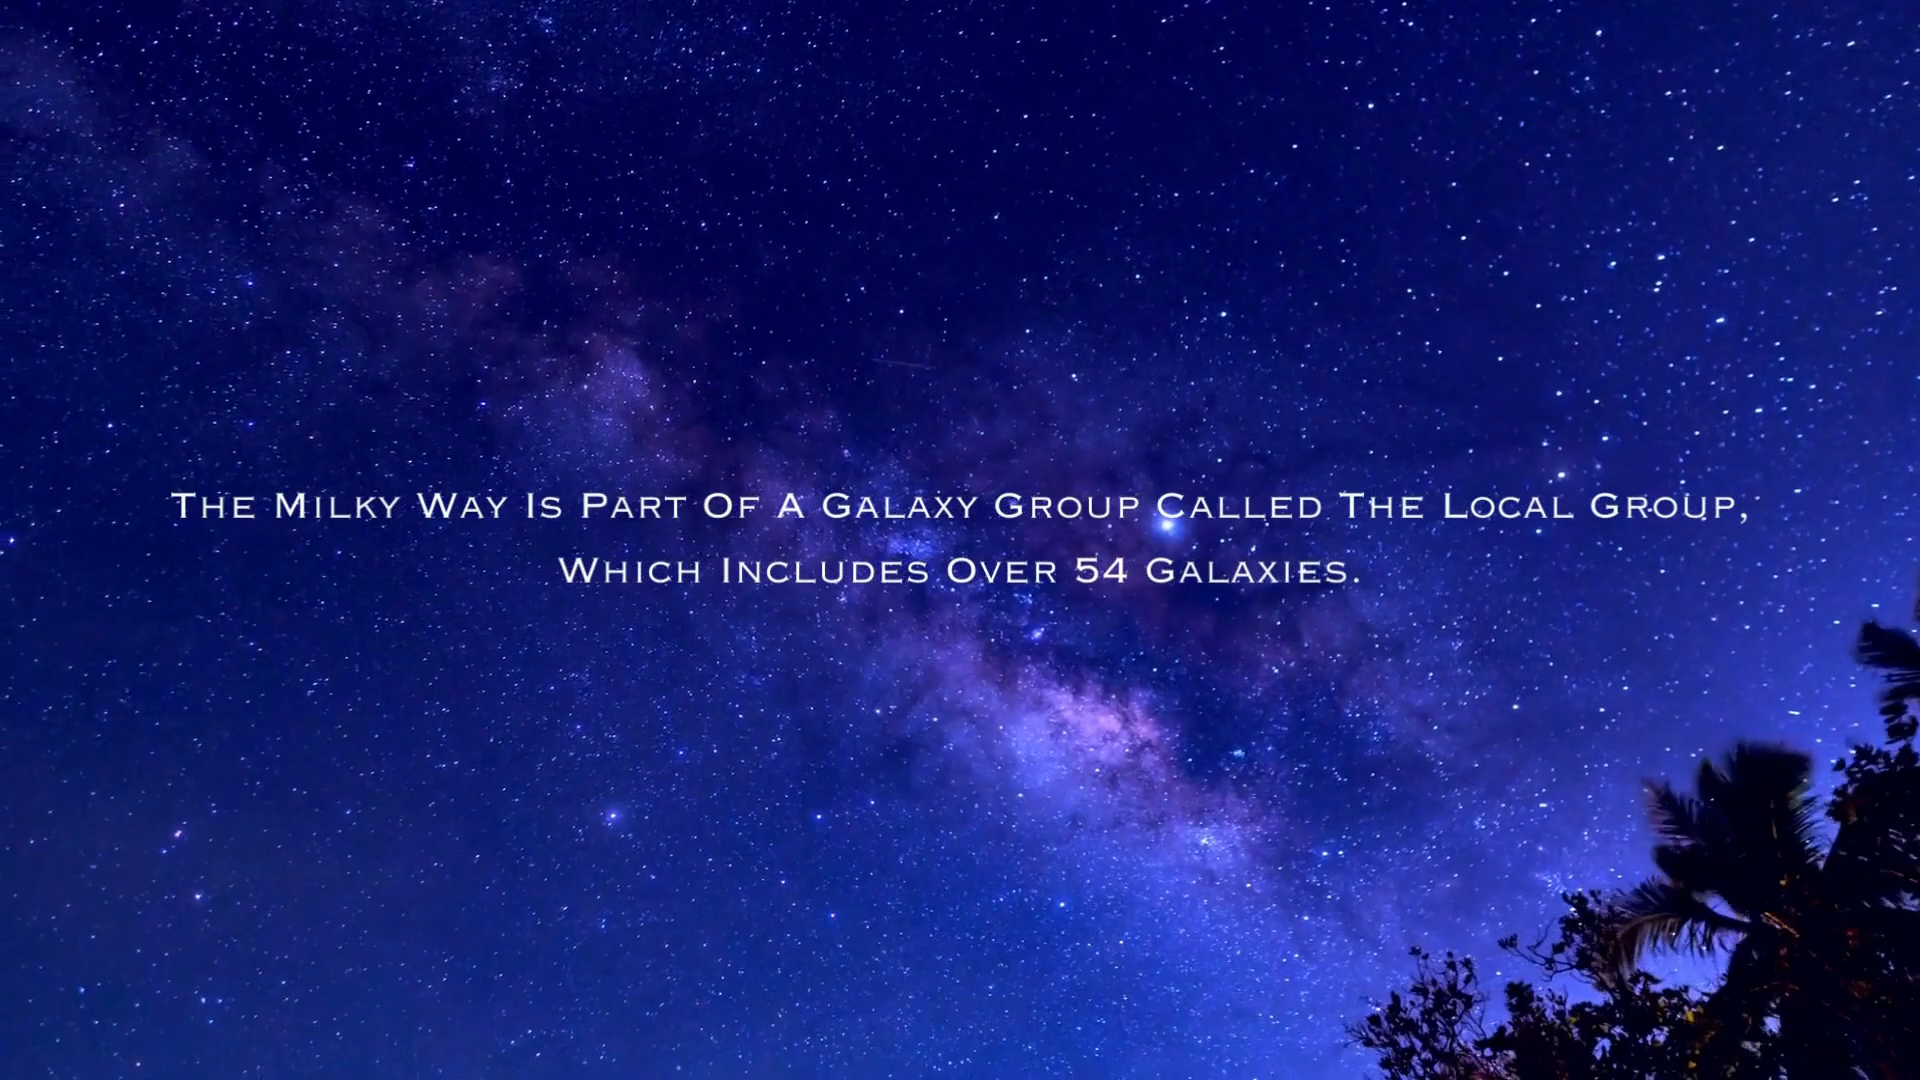 The Milky Way Is Part Of A Galaxy Group Called The Local Group,
Which Includes Over 54 Galaxies.